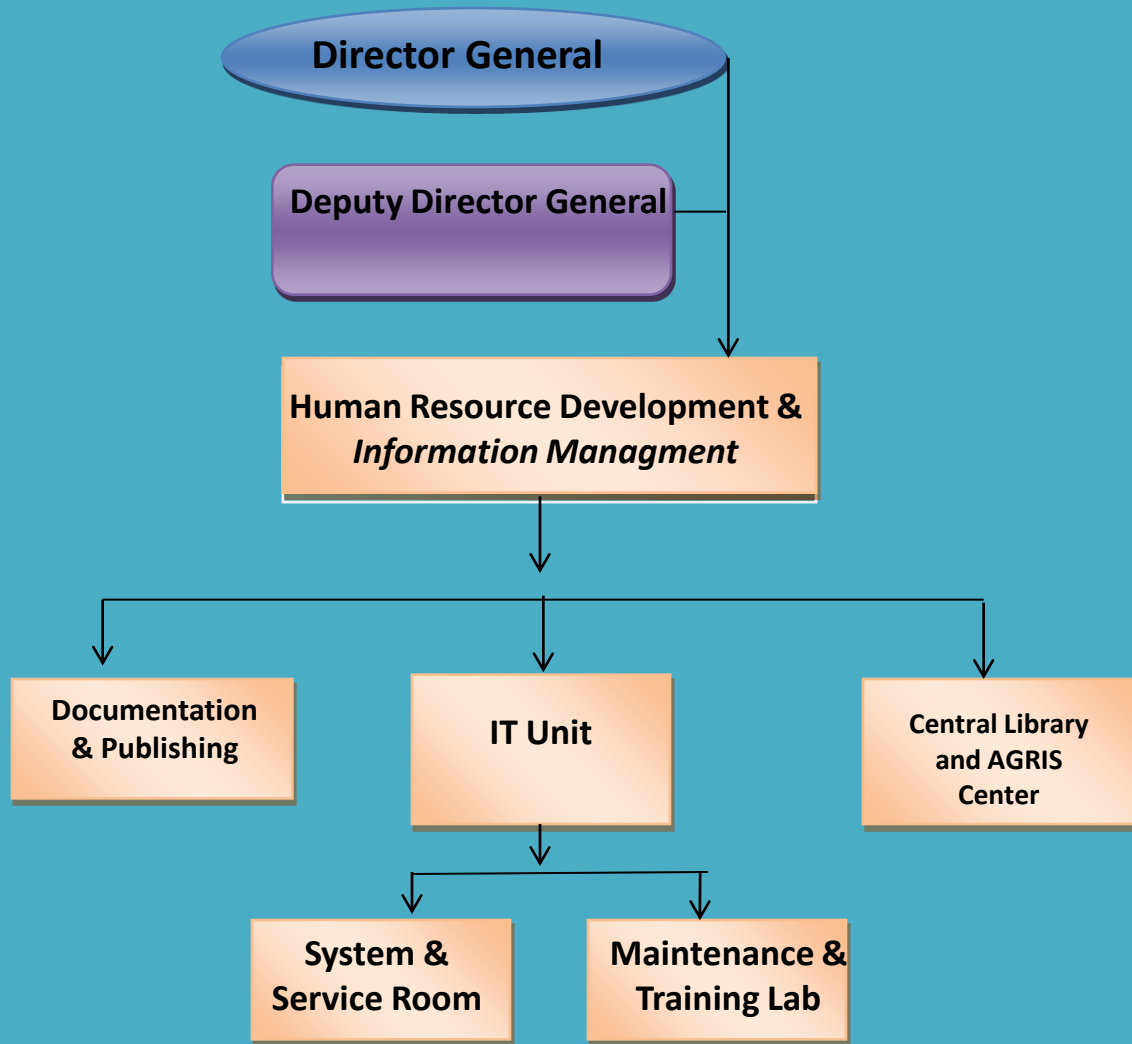 Director General
Deputy Director General
Human Resource Development &
Information Managment
Documentation
& Publishing
IT Unit
Central Library
and AGRIS
Center
System &
Service Room
Maintenance &
Training Lab